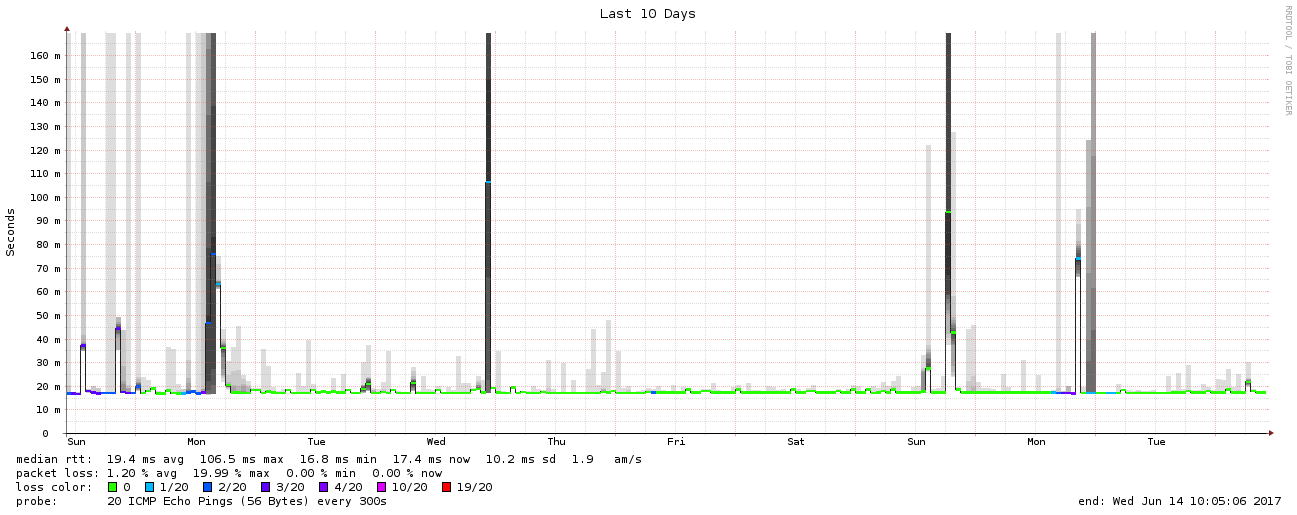 Last 10 Days
RRDTOOL / TOBI OETIKER
Seconds
160 m
150 m
140 m
130 m
120 m
110 m
100 m
90 m
80 m
70 m
60 m
50 m
40 m
30 m
20 m
10 m
0
Sun Mon Tue Wed Thu Fri Sat Sun Mon Tue
median rtt: 19.4 ms avg 106.5 ms max 16.8 ms min 17.4 ms now 10.2 ms sd 1.9 am/s
packet loss: 1.20 % avg 19.99 % max 0.00 % min 0.00 % now
loss color: 0 1/20 2/20 3/20 4/20 10/20 19/20
probe: 20 ICMP Echo Pings (56 Bytes) every 300s end: Wed Jun 14 10:05:06 2017